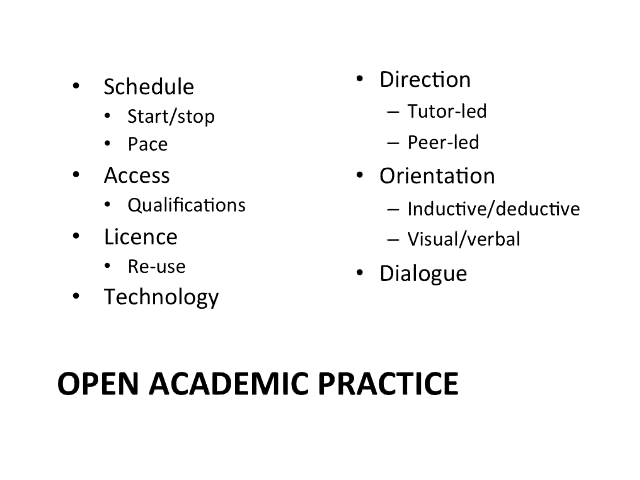 • Schedule
• Start/stop
• Pace
• Access
• Qualifications
• Licence
• Re-use
• Technology
• Direction
– Tutor-led
– Peer-led
• Orientation
– Inductive/deductive
– Visual/verbal
• Dialogue
OPEN ACADEMIC PRACTICE